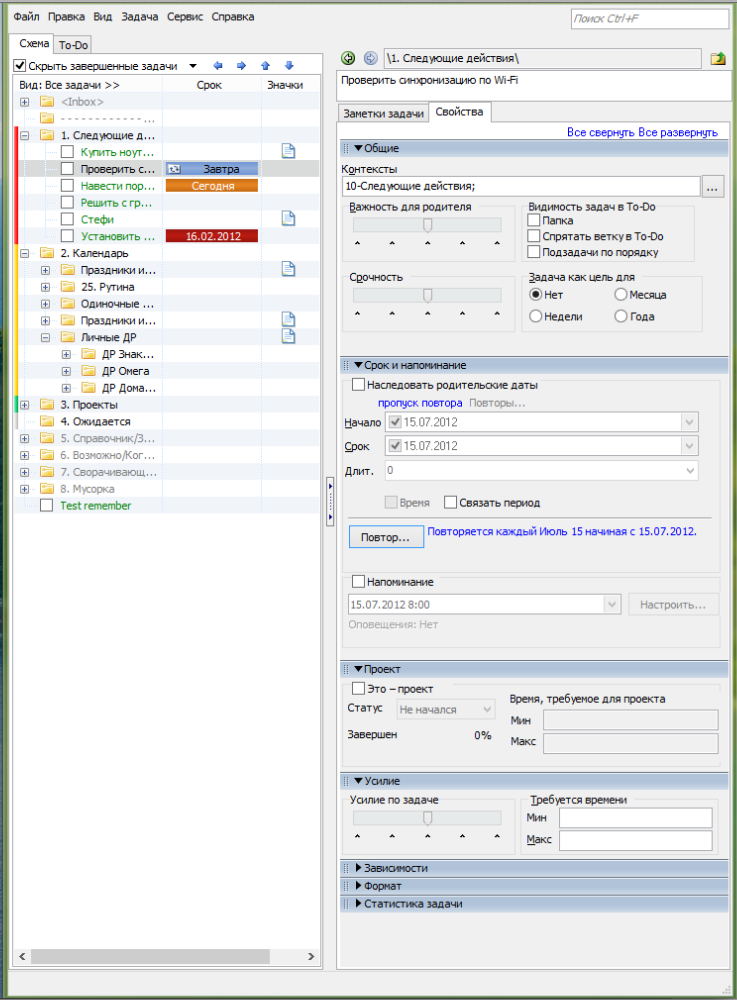 Файл Правка Вид Задача Сервис Справка
Поиск Ctrl+F
Схема To-Do
Скрыть завершенные задачи
Вид: Все задачи >> Срок Значки
<Inbox>
- - - - - - - - - - - - ...
1. Следующие д...
Купить ноут...
Проверить с... Завтра
Навести пор... Сегодня
Решить с гр...
Стефи
Установить ... 16.02.2012
2. Календарь
Праздники и...
25. Рутина
Одиночные ...
Праздники и...
Личные ДР
ДР Знак...
ДР Омега
ДР Дома...
3. Проекты
4. Ожидается
5. Справочник/З...
6. Возможно/Ког...
7. Сворачивающ...
8. Мусорка
Test remember
\1. Следующие действия\
Проверить синхронизацию по Wi-Fi
Заметки задачи Свойства
Все свернуть Все развернуть
Общие
Контексты
10-Следующие действия;
...
Важность для родителя
Видимость задач в To-Do
Папка
Спрятать ветку в To-Do
Подзадачи по порядку
Срочность
Задача как цель для
Нет Месяца
Недели Года
Срок и напоминание
Наследовать родительские даты
пропуск повтора Повторы...
Начало 15.07.2012
Срок 15.07.2012
Длит. 0
Время Связать период
Повтор... Повторяется каждый Июль 15 начиная с 15.07.2012.
Напоминание
15.07.2012 8:00 Настроить...
Оповещения: Нет
Проект
Это – проект
Статус Не начался
Завершен 0%
Время, требуемое для проекта
Мин
Макс
Усилие
Усилие по задаче
Требуется времени
Мин
Макс
Зависимости
Формат
Статистика задачи